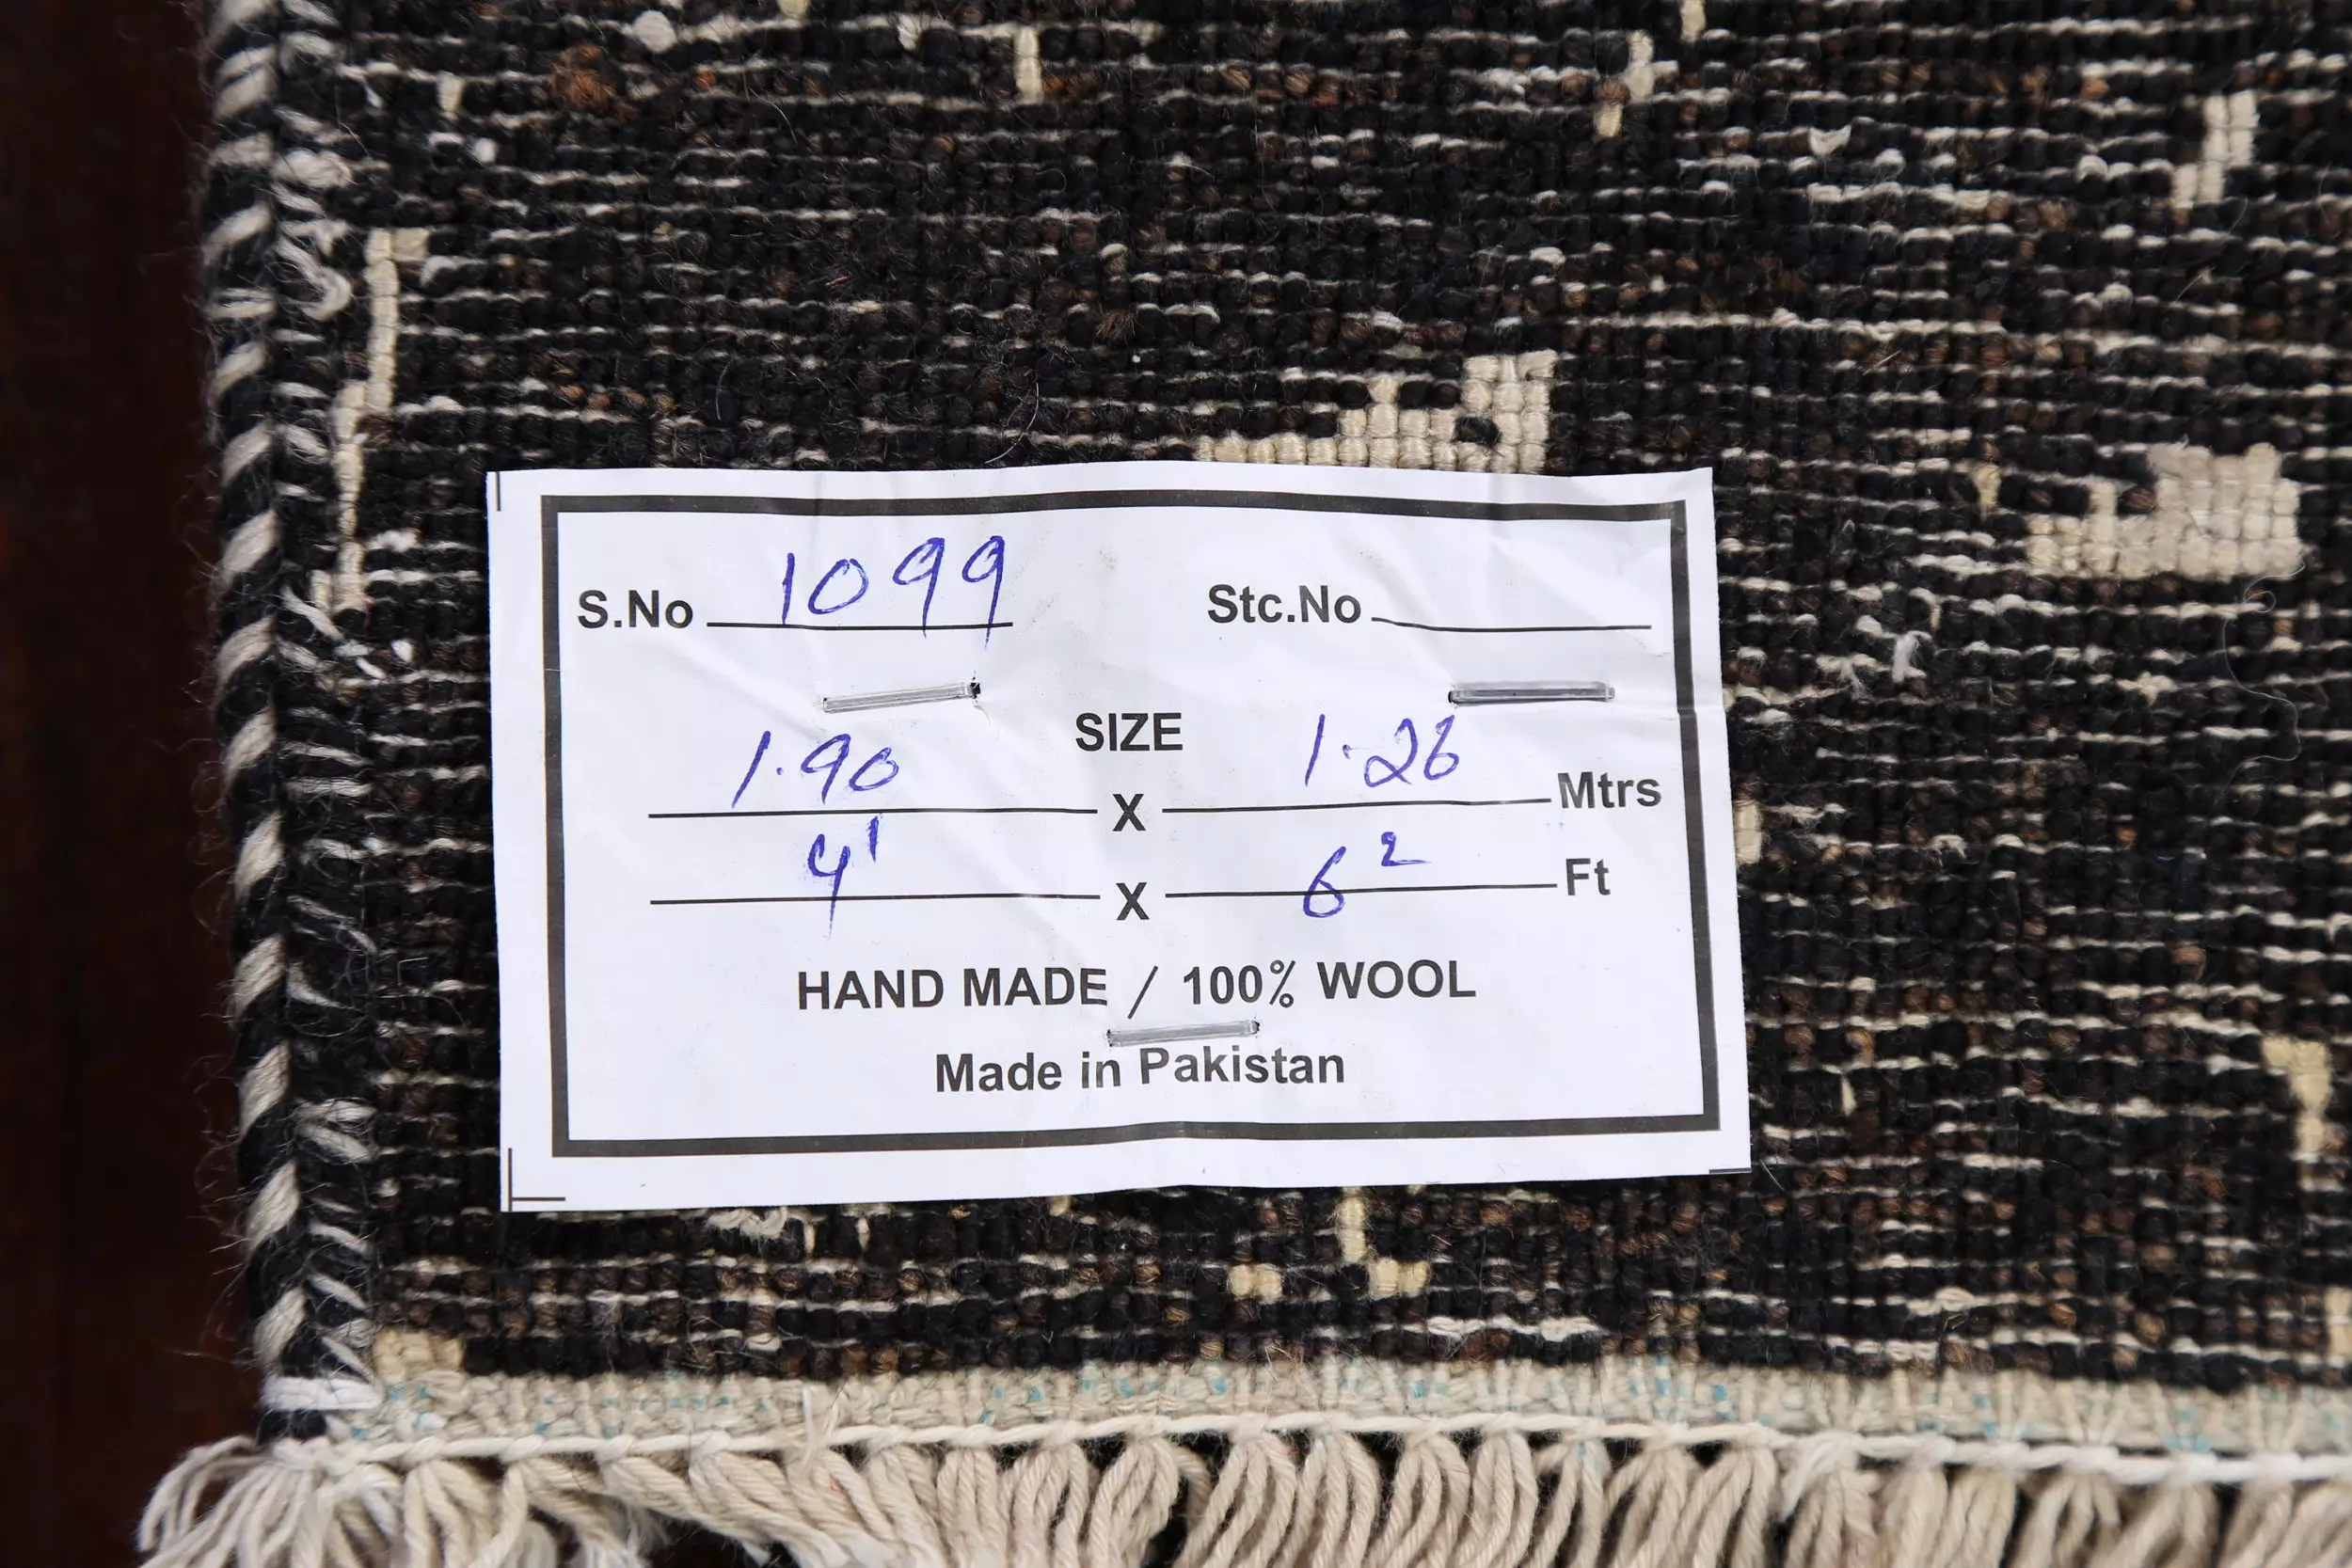 S.No 1099 Stc.No
SIZE
1.90 X 1.26 Mtrs
4' X 6² Ft
HAND MADE / 100% WOOL
Made in Pakistan